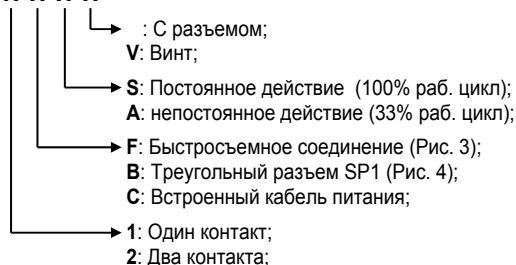 : С разъемом;
V: Винт;
S: Постоянное действие (100% раб. цикл);
A: непостоянное действие (33% раб. цикл);
F: Быстросъемное соединение (Рис. 3);
B: Треугольный разъем SP1 (Рис. 4);
C: Встроенный кабель питания;
1: Один контакт;
2: Два контакта;